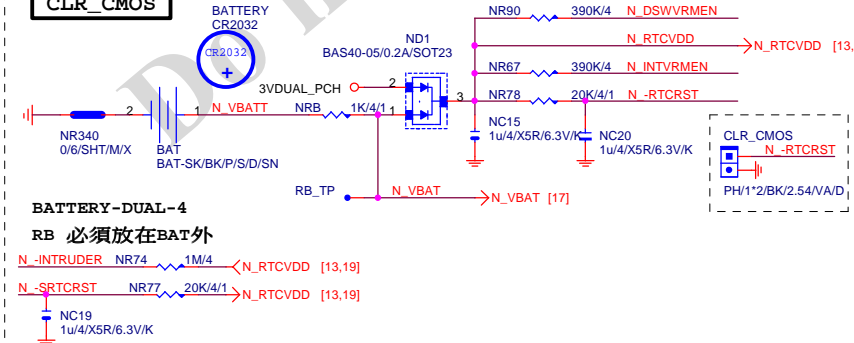 CLR_CMOS
BATTERY
CR2032
CR2032
+
Do n
ND1
BAS40-05/0.2A/SOT23
3VDUAL_PCH
2
1
3
NR90
390K/4
N_DSWVRMEN
N_RTCVDD
N_RTCVDD [13,
NR67
390K/4
N_INTVRMEN
NR78
20K/4/1
N_-RTCRST
2
1
N_VBATT
NRB
1K/4/1
NR340
0/6/SHT/M/X
BAT
BAT-SK/BK/P/S/D/SN
NC15
1u/4/X5R/6.3V/K
NC20
1u/4/X5R/6.3V/K
CLR_CMOS
N_-RTCRST
PH/1*2/BK/2.54/VA/D
RB_TP
N_VBAT
N_VBAT [17]
BATTERY-DUAL-4
RB 必須放在BAT外
N_-INTRUDER
NR74
1M/4
N_RTCVDD [13,19]
N_-SRTCRST
NR77
20K/4/1
N_RTCVDD [13,19]
NC19
1u/4/X5R/6.3V/K